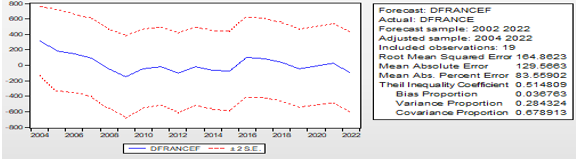 800
600
400
200
0
-200
-400
-600
-800
2004 2006 2008 2010 2012 2014 2016 2018 2020 2022
DFRANCEF ± 2 S.E.
Forecast: DFRANCEF
Actual: DFRANCE
Forecast sample: 2002 2022
Adjusted sample: 2004 2022
Included observations: 19
Root Mean Squared Error 164.8623
Mean Absolute Error 129.5663
Mean Abs. Percent Error 83.55902
Theil Inequality Coefficient 0.514809
Bias Proportion 0.036763
Variance Proportion 0.284324
Covariance Proportion 0.678913